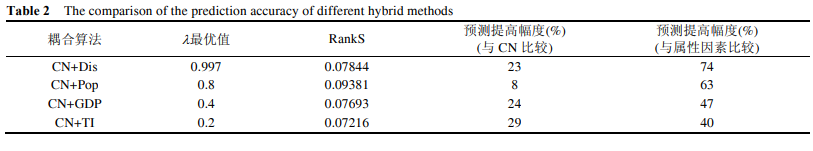 Table 2 The comparison of the prediction accuracy of different hybrid methods
耦合算法 λ最优值 RankS 预测提高幅度(%) 预测提高幅度(%)
(与 CN 比较) (与属性因素比较)
CN+Dis 0.997 0.07844 23 74
CN+Pop 0.8 0.09381 8 63
CN+GDP 0.4 0.07693 24 47
CN+TI 0.2 0.07216 29 40